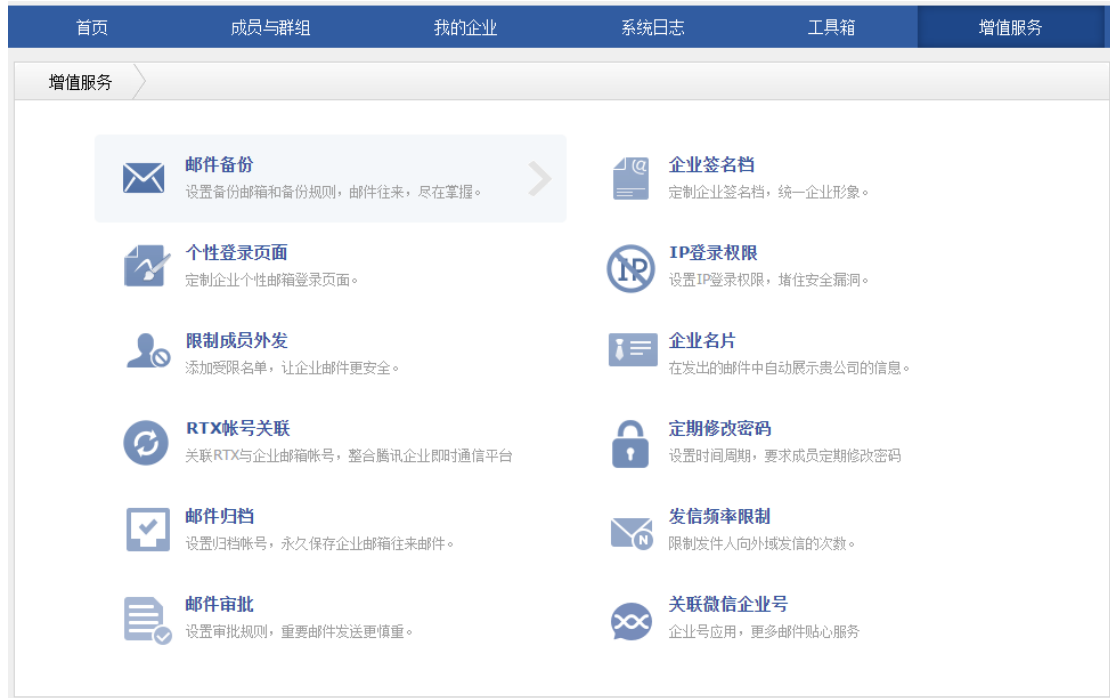 首页 成员与群组 我的企业 系统日志 工具箱 增值服务
增值服务
邮件备份
设置备份邮箱和备份规则，邮件往来，尽在掌握。
企业签名档
定制企业签名档，统一企业形象。
个性登录页面
定制企业个性邮箱登录页面。
IP登录权限
设置IP登录权限，堵住安全漏洞。
限制成员外发
添加受限名单，让企业邮件更安全。
企业名片
在发出的邮件中自动展示贵公司的信息。
RTX帐号关联
关联RTX与企业邮箱帐号，整合腾讯企业即时通信平台
定期修改密码
设置时间周期，要求成员定期修改密码
邮件归档
设置归档帐号，永久保存企业邮箱往来邮件。
发信频率限制
限制发件人向外域发信的次数。
邮件审批
设置审批规则，重要邮件发送更慎重。
关联微信企业号
企业号应用，更多邮件贴心服务